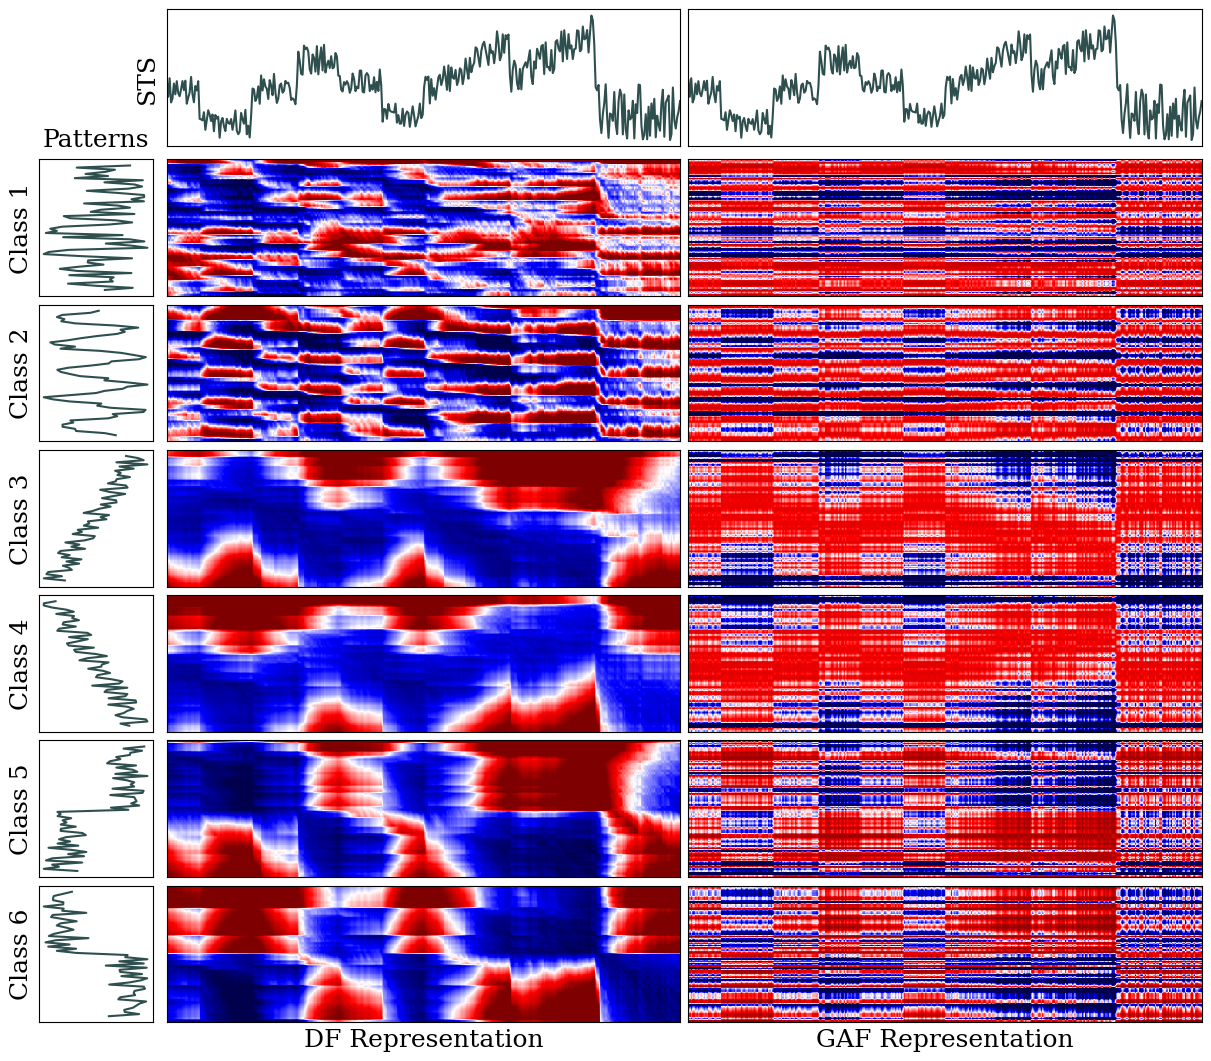 STS
Patterns
Class 1
Class 2
Class 3
Class 4
Class 5
Class 6
DF Representation
GAF Representation